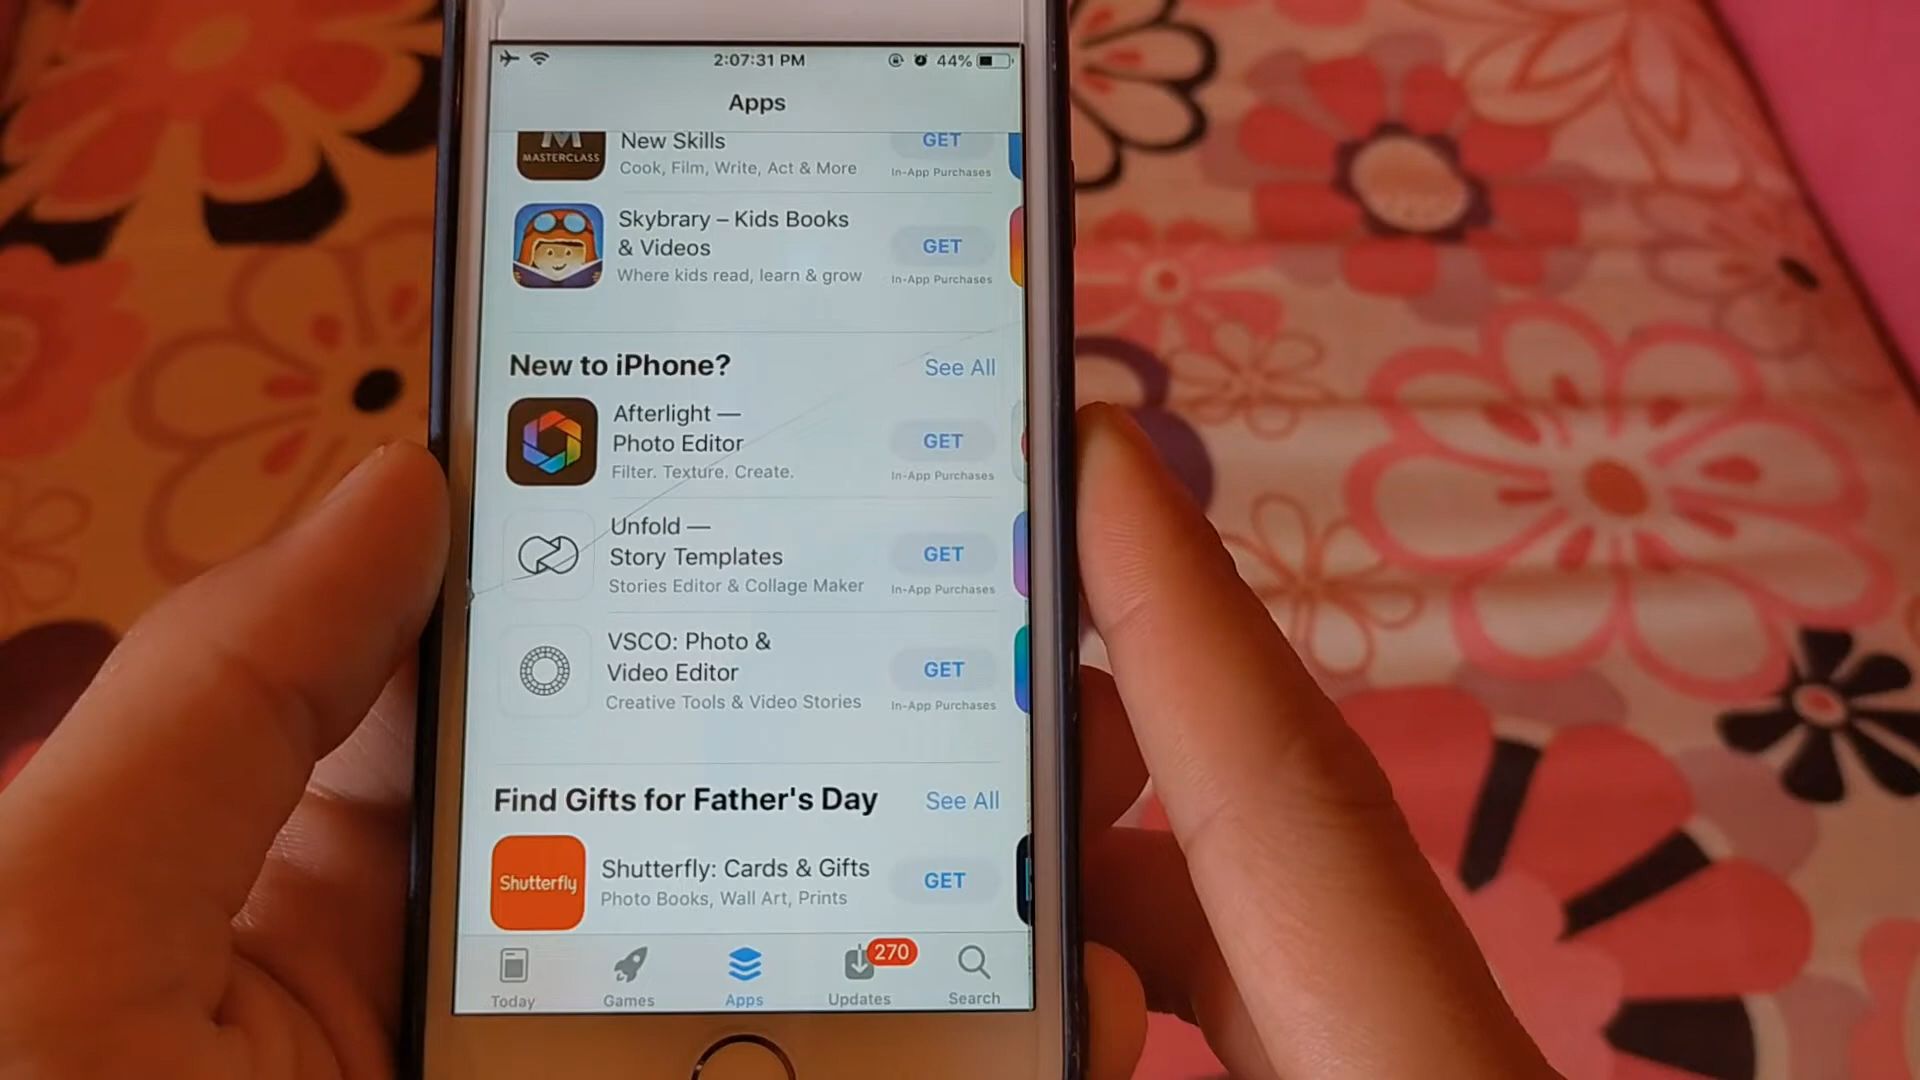 2:07:31 PM
44%
Apps
MASTERCLASS
New Skills
Cook, Film, Write, Act & More
GET
In-App Purchases
Skybrary – Kids Books
& Videos
Where kids read, learn & grow
GET
In-App Purchases
New to iPhone?
See All
Afterlight —
Photo Editor
Filter. Texture. Create.
GET
In-App Purchases
Unfold —
Story Templates
Stories Editor & Collage Maker
GET
In-App Purchases
VSCO: Photo &
Video Editor
Creative Tools & Video Stories
GET
In-App Purchases
Find Gifts for Father's Day
See All
Shutterfly
Shutterfly: Cards & Gifts
Photo Books, Wall Art, Prints
GET
270
Today
Games
Apps
Updates
Search